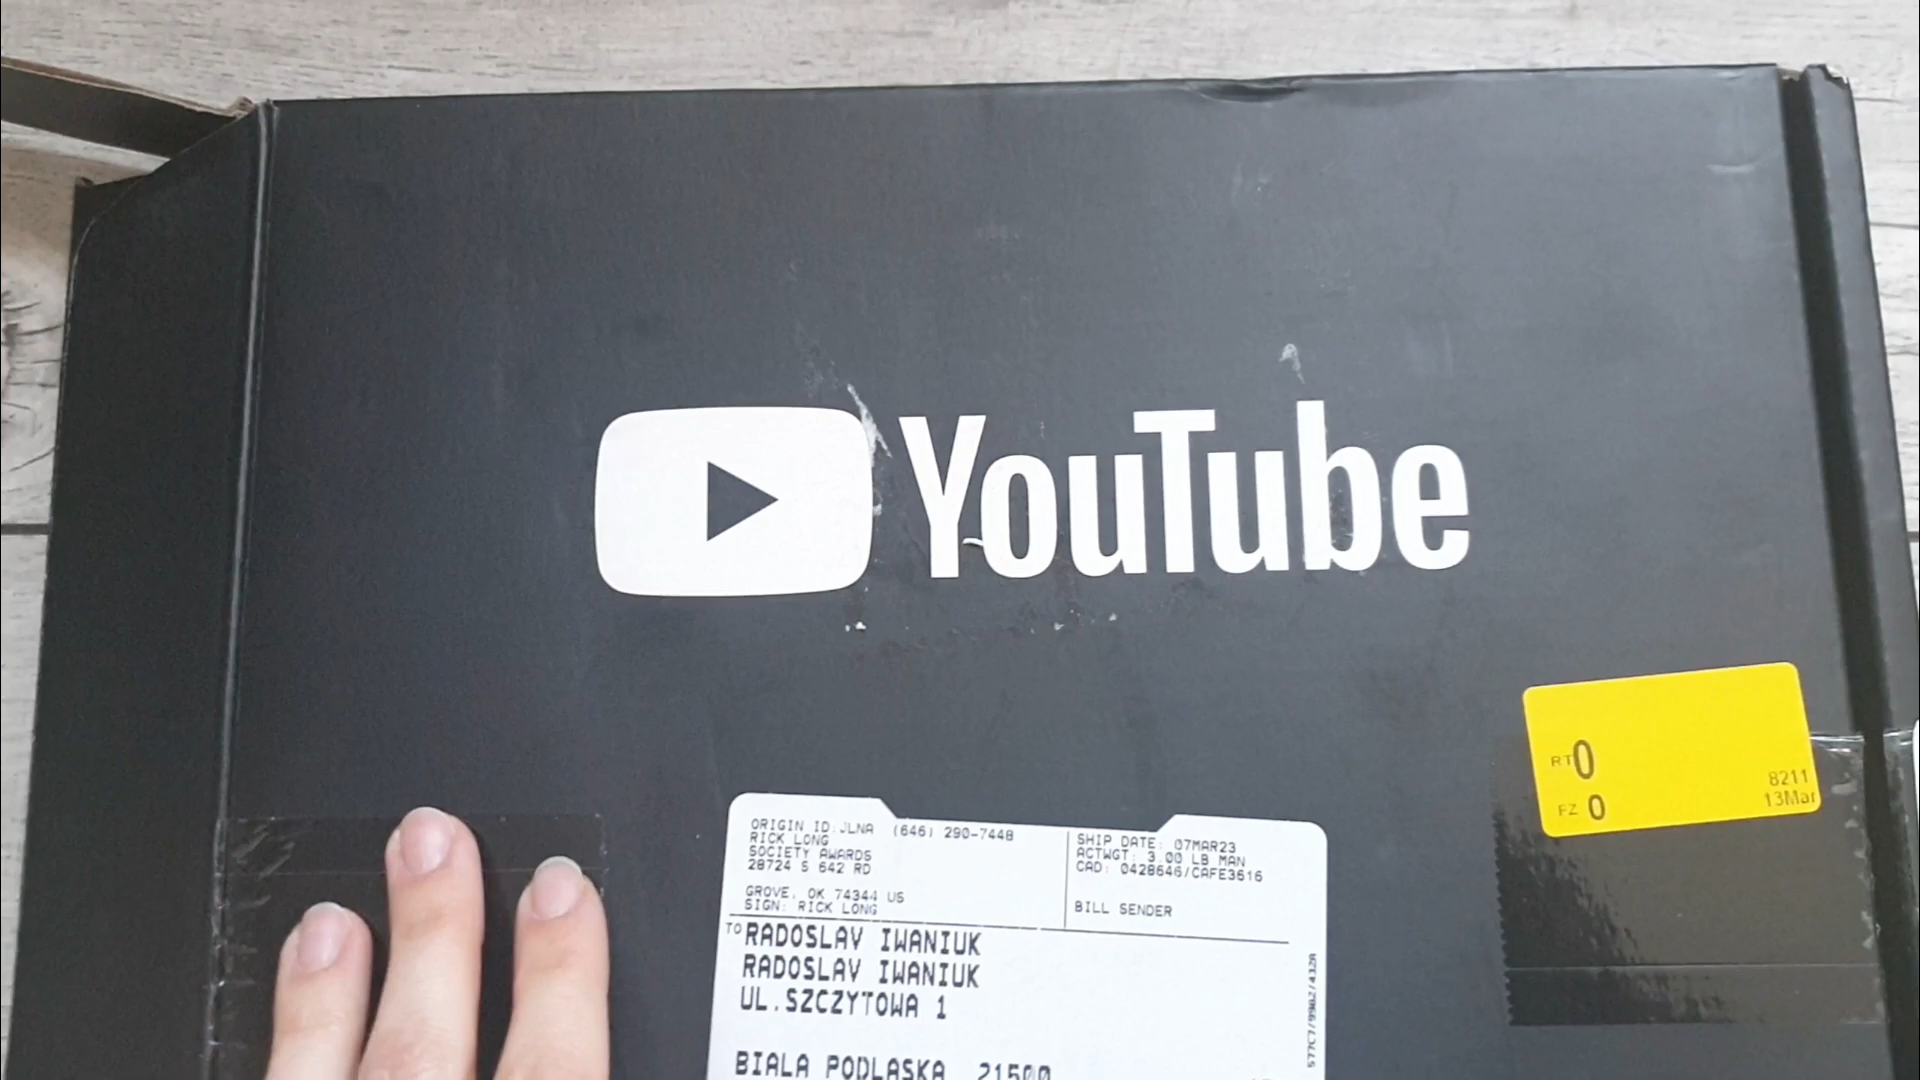 YouTube
RT 0
8211
FZ 0
13Mar
ORIGIN ID:JLNA (646) 290-7448
RICK LONG
SOCIETY AWARDS
28724 S 642 RD
GROVE, OK 74344 US
SIGN: RICK LONG
SHIP DATE: 07MAR23
ACTWGT: 3.00 LB MAN
CAD: 0428646/CAFE3616
BILL SENDER
TO RADOSLAV IWANIUK
RADOSLAV IWANIUK
UL.SZCZYTOWA 1
BIALA PODLASKA 21500